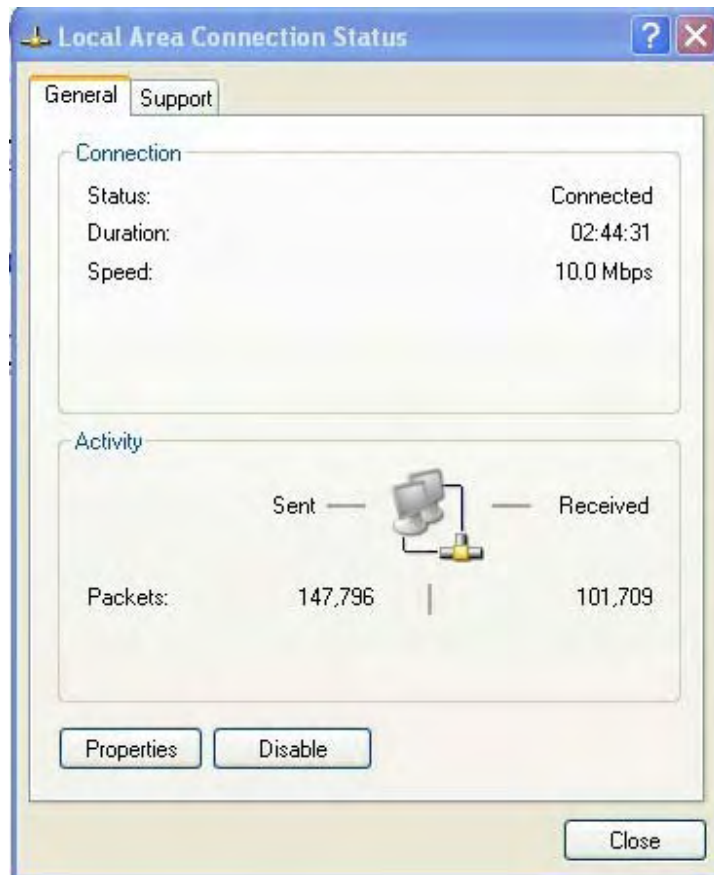 Local Area Connection Status
General Support
Connection
Status: Connected
Duration: 02:44:31
Speed: 10.0 Mbps
Activity
Sent Received
Packets: 147,796 101,709
Properties Disable
Close